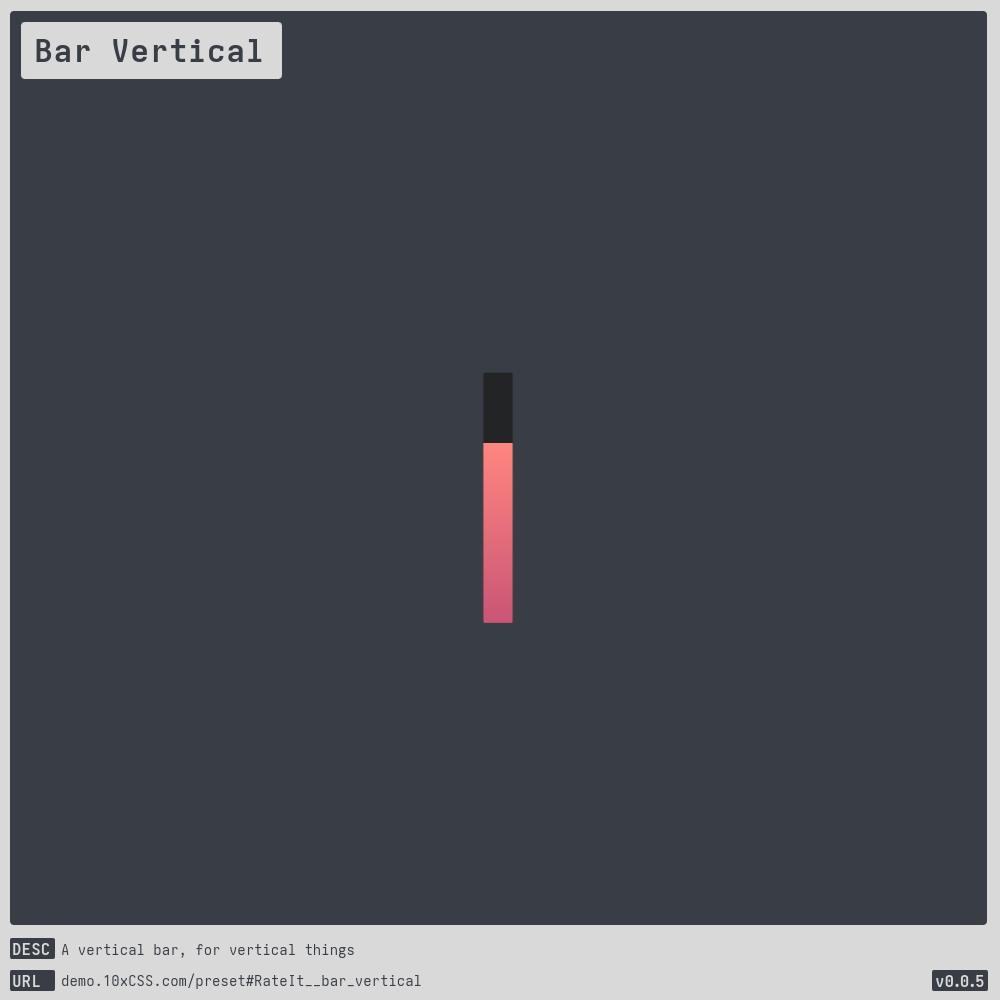 Bar Vertical
DESC A vertical bar, for vertical things
URL demo.10xCSS.com/preset#RateIt__bar_vertical v0.0.5